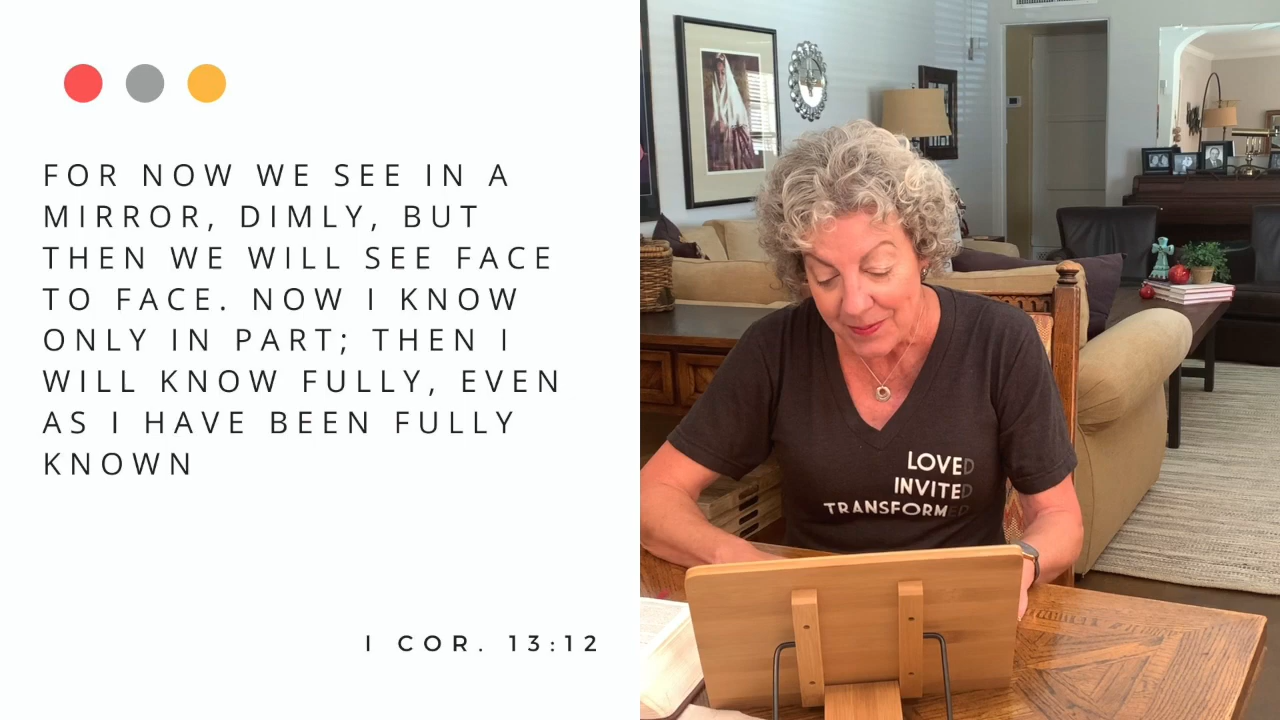 FOR NOW WE SEE IN A
MIRROR, DIMLY, BUT
THEN WE WILL SEE FACE
TO FACE. NOW I KNOW
ONLY IN PART; THEN I
WILL KNOW FULLY, EVEN
AS I HAVE BEEN FULLY
KNOWN
I COR. 13:12
LOVED
INVITED
TRANSFORMED